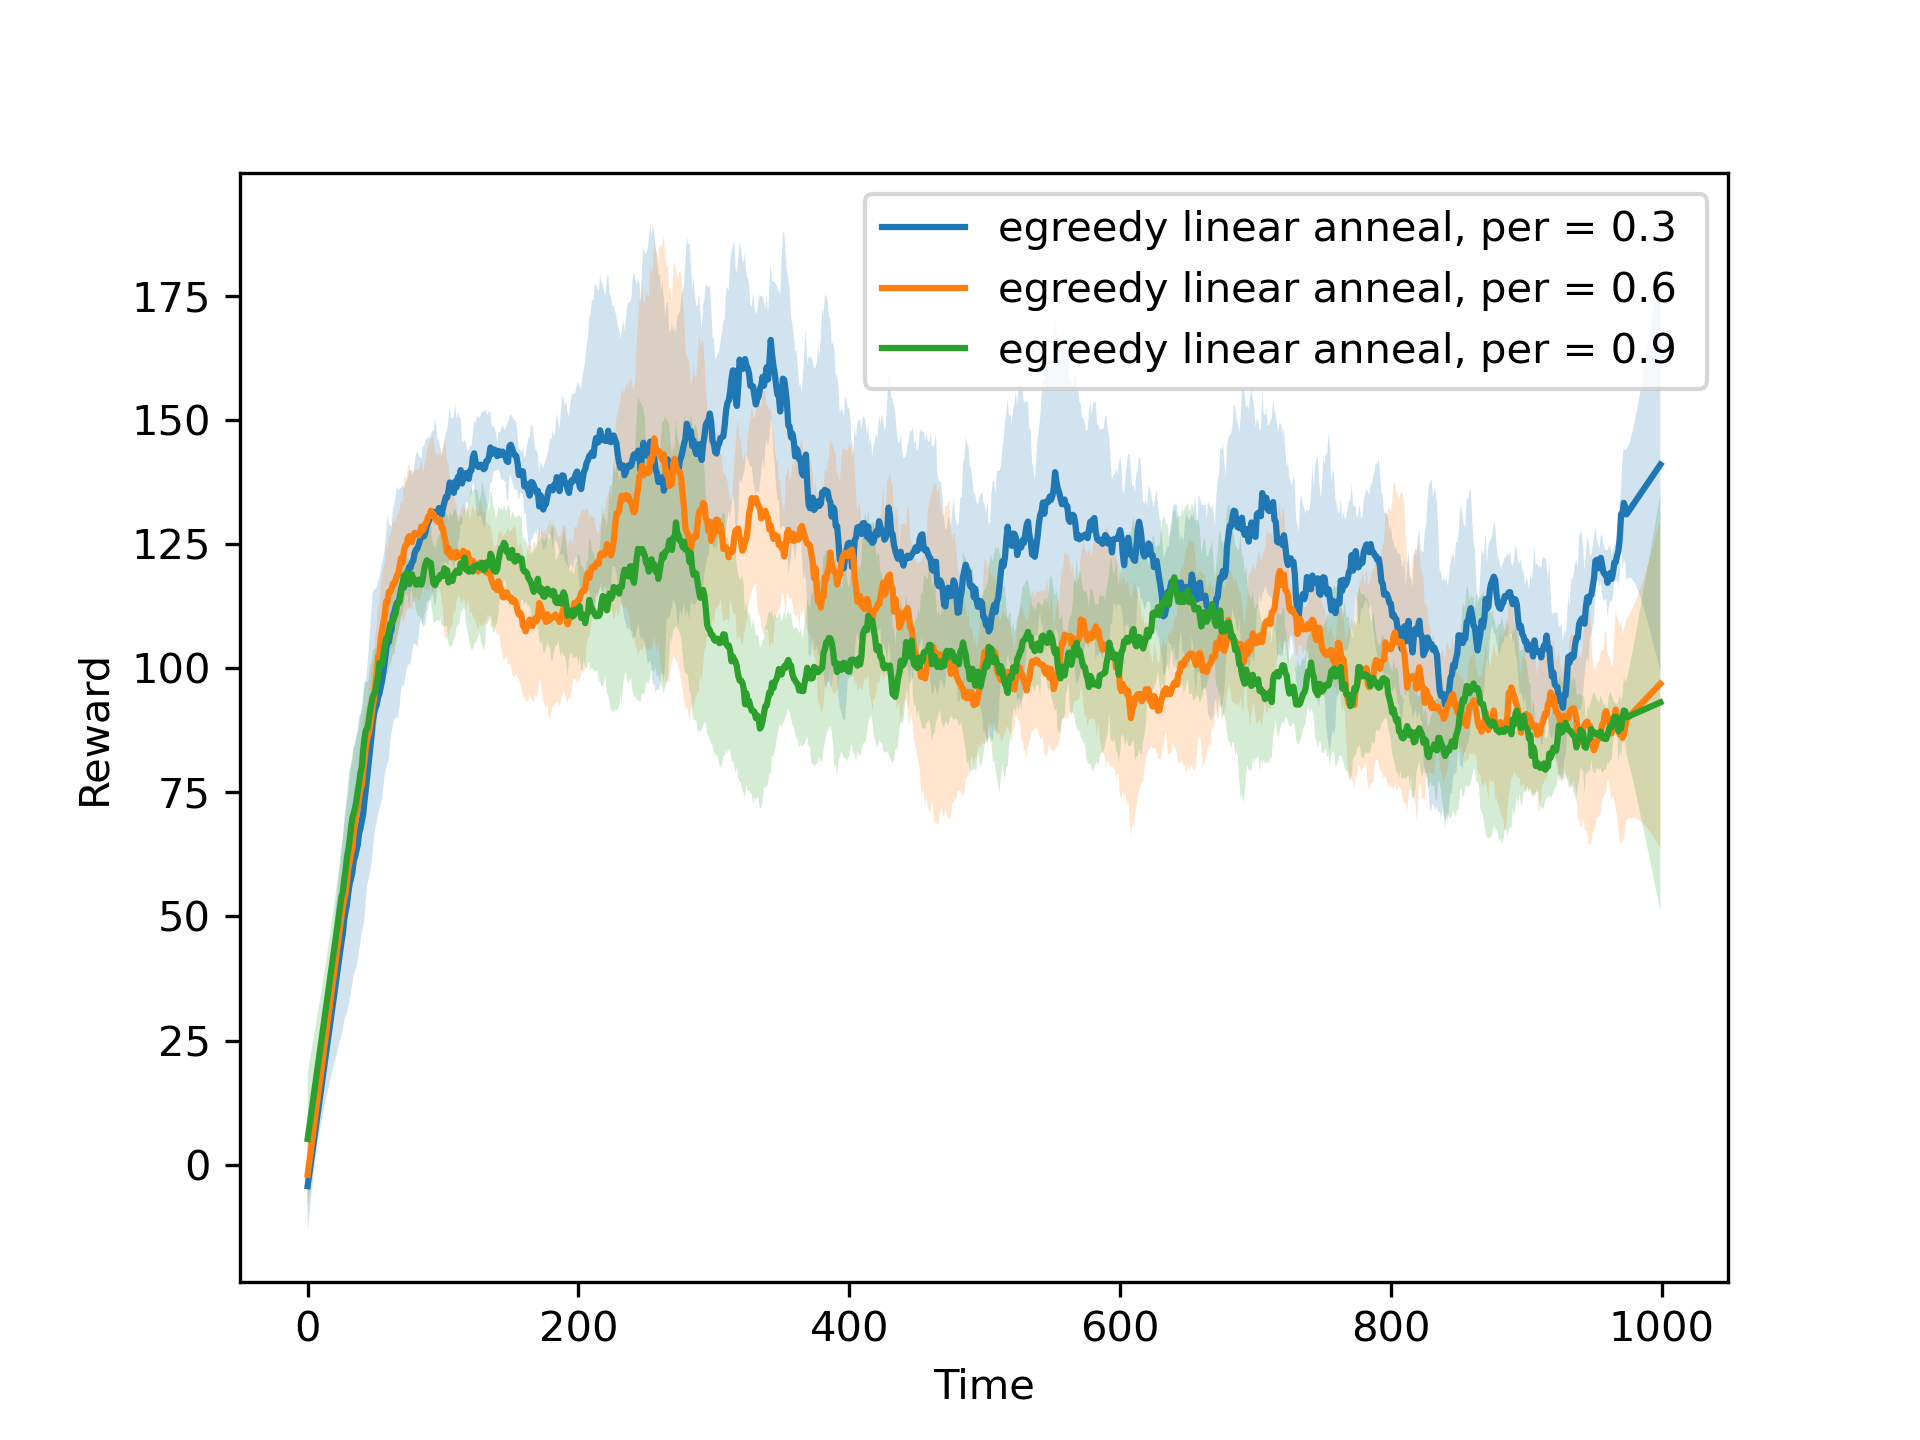 egreedy linear anneal, per = 0.3
egreedy linear anneal, per = 0.6
egreedy linear anneal, per = 0.9
175
150
125
100
75
50
25
0
Reward
0 200 400 600 800 1000
Time